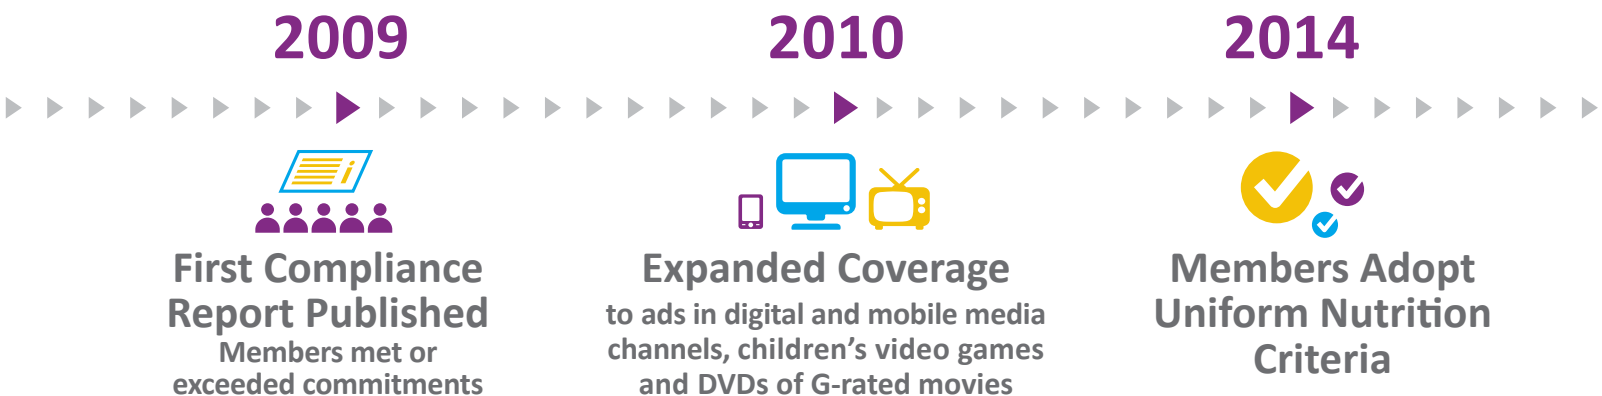 2009
First Compliance
Report Published
Members met or
exceeded commitments
2010
Expanded Coverage
to ads in digital and mobile media
channels, children’s video games
and DVDs of G-rated movies
2014
Members Adopt
Uniform Nutrition
Criteria